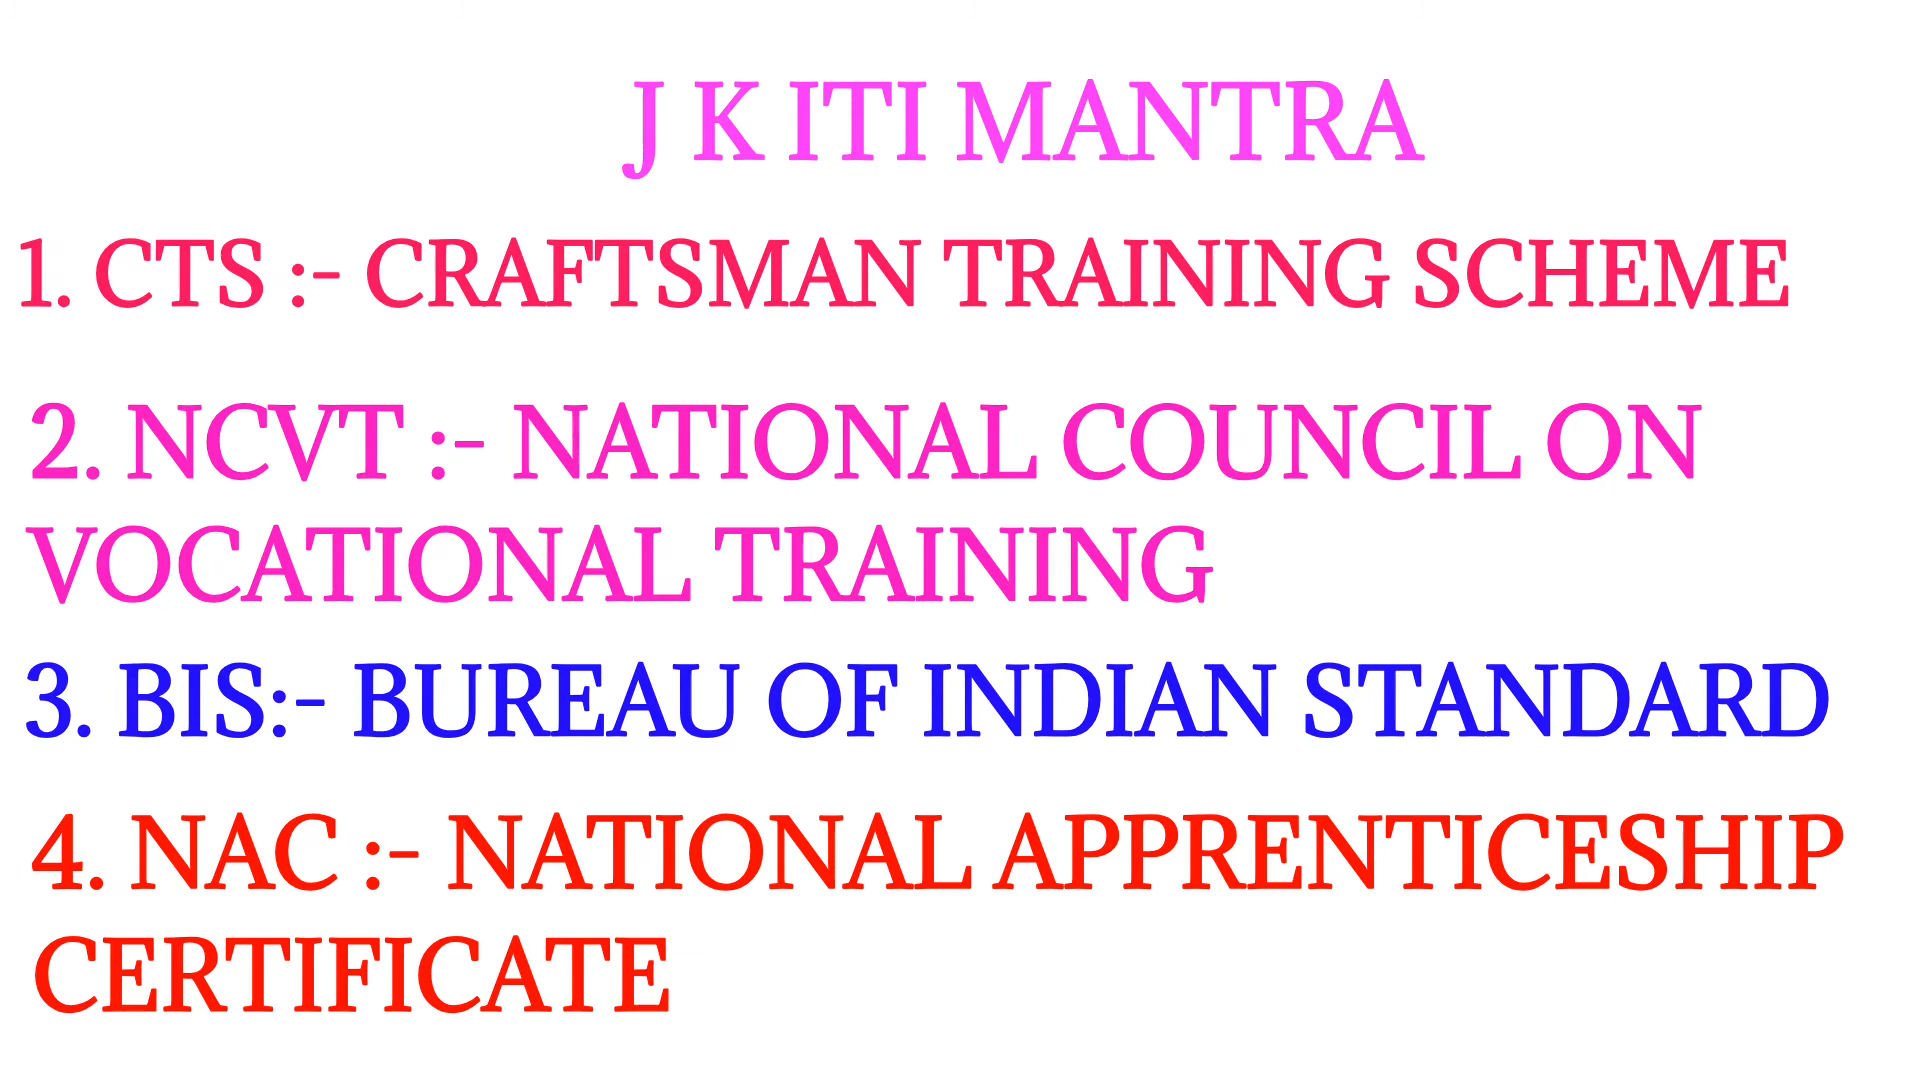 J K ITI MANTRA
1. CTS :- CRAFTSMAN TRAINING SCHEME
2. NCVT :- NATIONAL COUNCIL ON
VOCATIONAL TRAINING
3. BIS:- BUREAU OF INDIAN STANDARD
4. NAC :- NATIONAL APPRENTICESHIP
CERTIFICATE